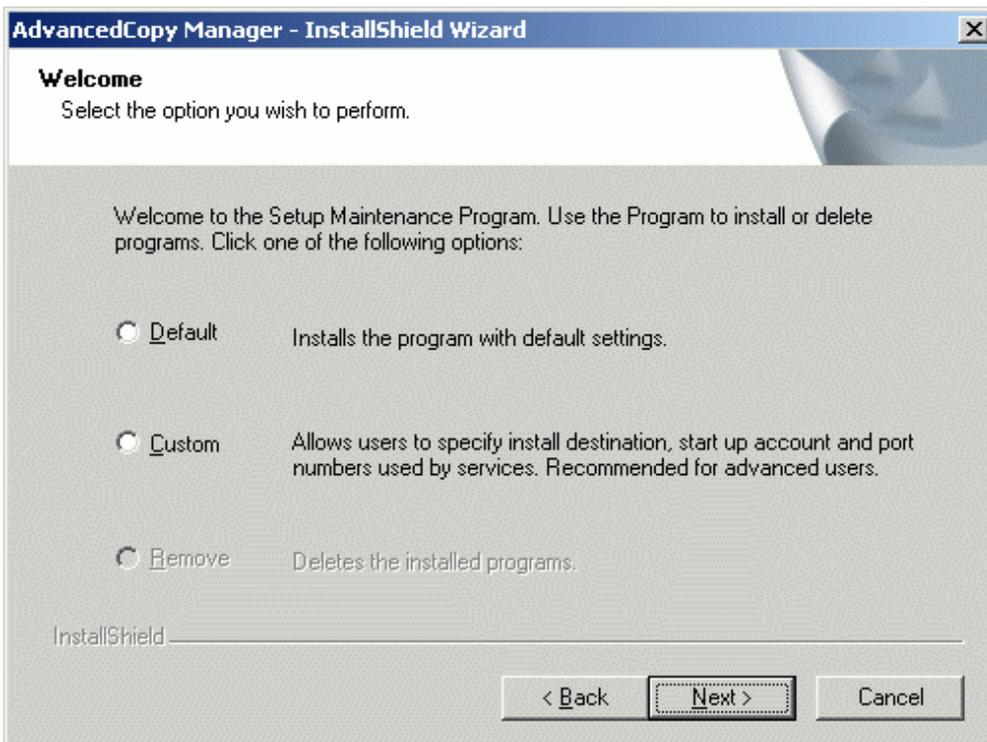 AdvancedCopy Manager - InstallShield Wizard
Welcome
Select the option you wish to perform.
Welcome to the Setup Maintenance Program. Use the Program to install or delete
programs. Click one of the following options:
Default
Installs the program with default settings.
Custom
Allows users to specify install destination, start up account and port
numbers used by services. Recommended for advanced users.
Remove
Deletes the installed programs.
InstallShield
< Back
Next >
Cancel